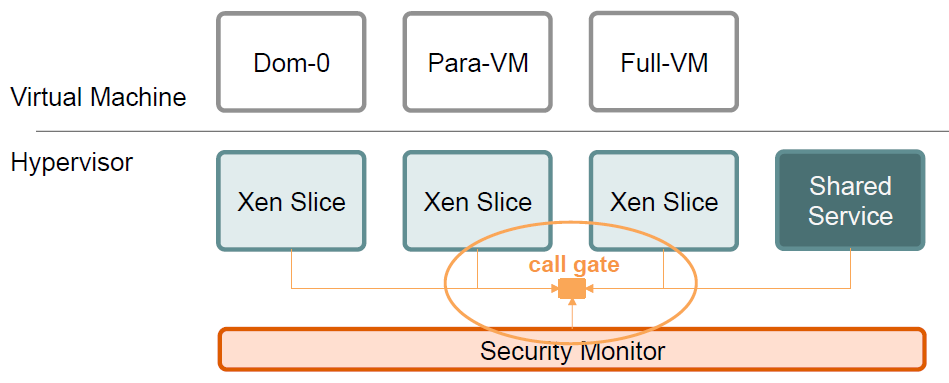 Dom-0
Para-VM
Full-VM
Virtual Machine
Hypervisor
Xen Slice
Xen Slice
Xen Slice
Shared
Service
call gate
Security Monitor